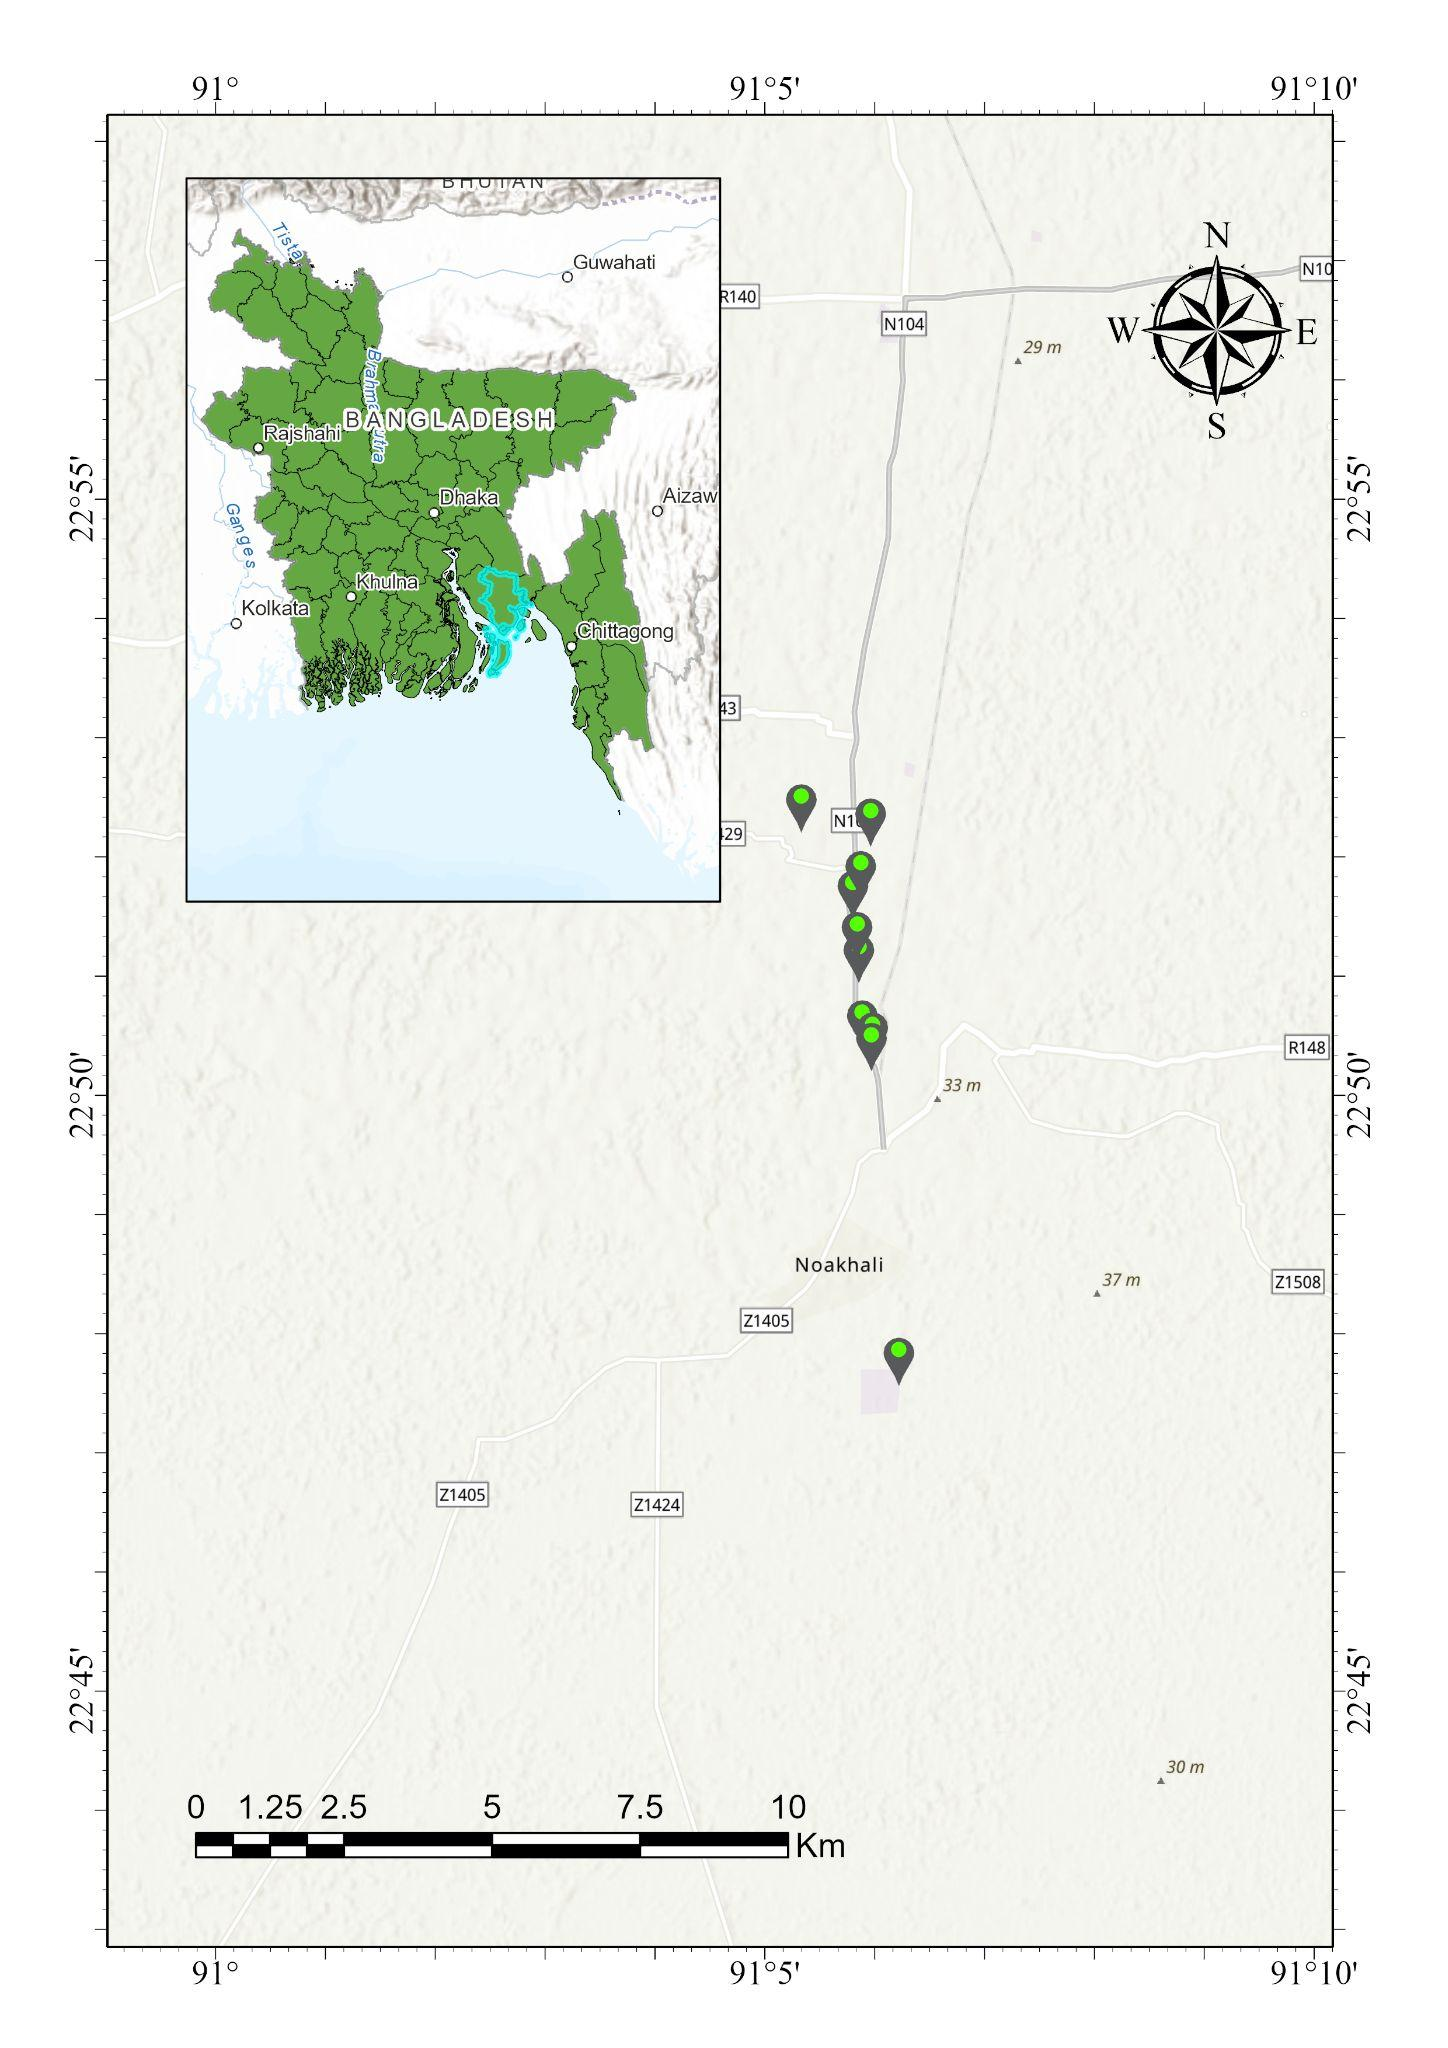 91° 91°5' 91°10'
BHUTAN
Tista
Guwahati
N
W E
S
R140
N104
N10
29 m
Brahm utra
BANGLADESH
Rajshahi
22°55' 22°55'
Dhaka
Aizaw
Ganges
Khulna
Kolkata
Chittagong
43
N10
429
22°50' 22°50'
R148
33 m
Noakhali
37 m
Z1508
Z1405
Z1405
Z1424
22°45' 22°45'
30 m
0 1.25 2.5 5 7.5 10
Km
91° 91°5' 91°10'